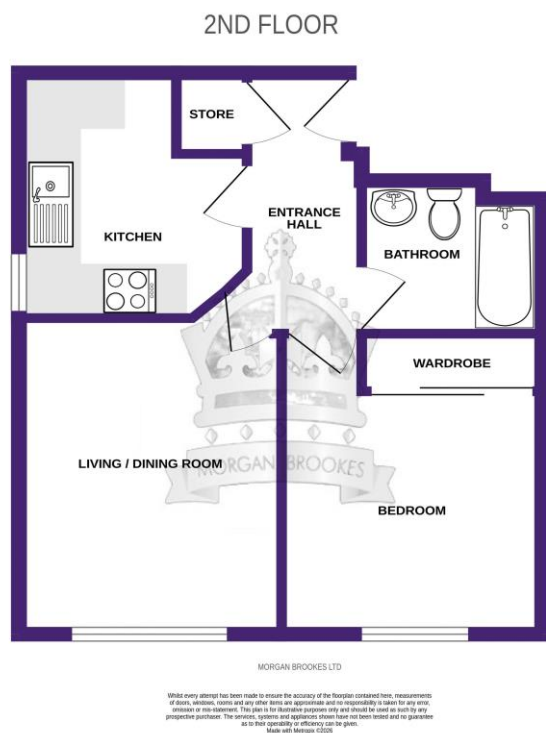 2ND FLOOR
STORE
KITCHEN
ENTRANCE
HALL
BATHROOM
WARDROBE
LIVING / DINING ROOM
MORGAN BROOKES
BEDROOM
MORGAN BROOKES LTD
Whilst every attempt has been made to ensure the accuracy of the floorplan contained here, measurements
of doors, windows, rooms and any other items are approximate and no responsibility is taken for any error,
omission or mis-statement. This plan is for illustrative purposes only and should be used as such by any
prospective purchaser. The services, systems and appliances shown have not been tested and no guarantee
as to their operability or efficiency can be given.
Made with Metropix ©2026